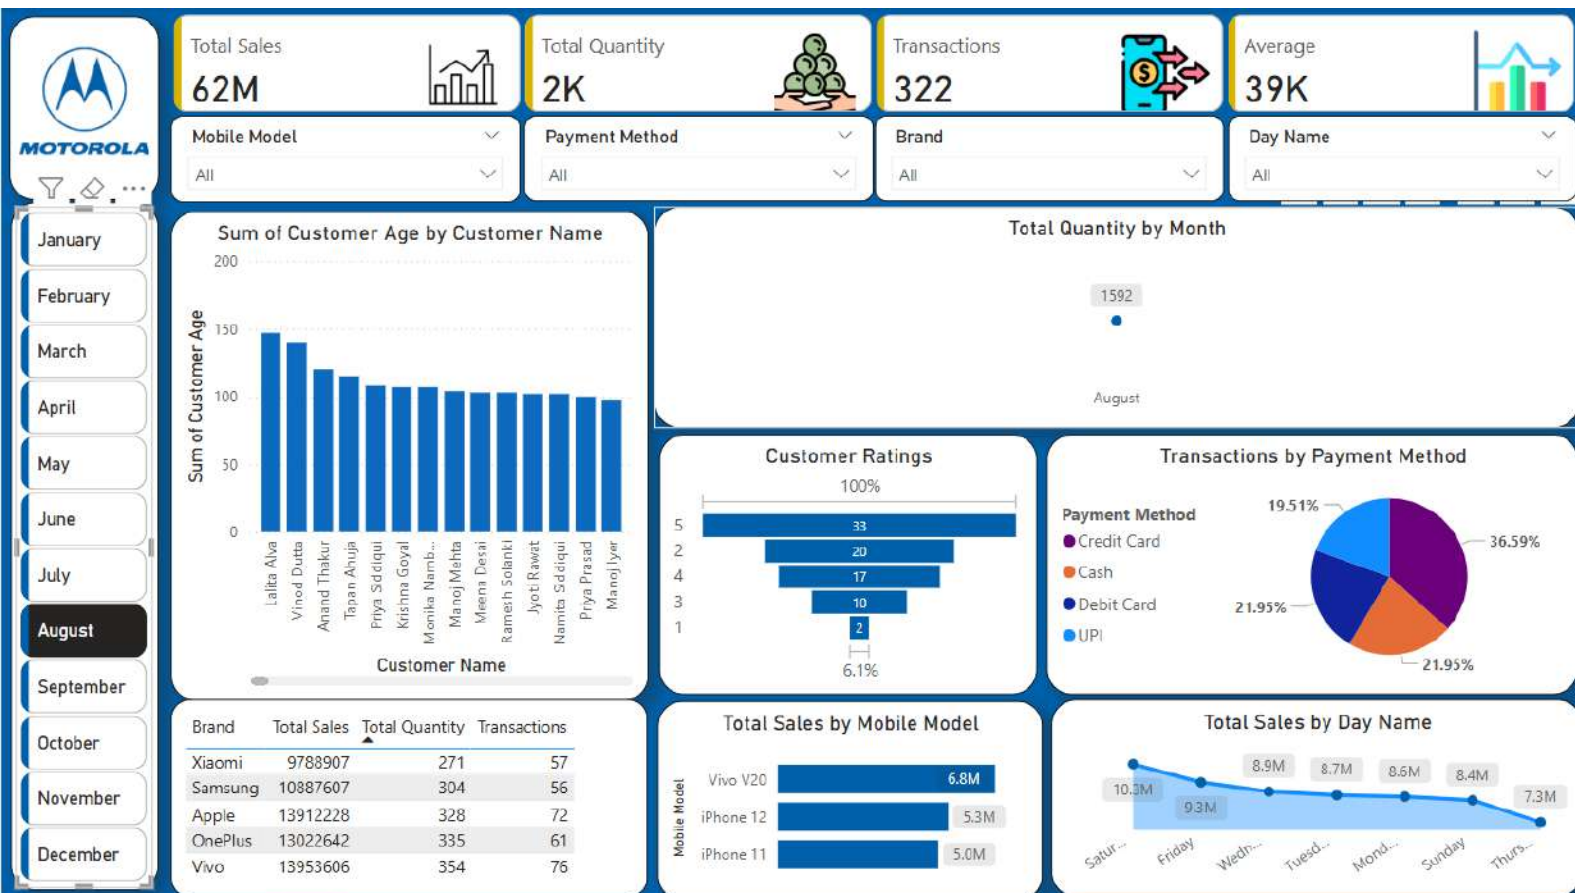 MOTOROLA
Total Sales
62M
Total Quantity
2K
Transactions
322
Average
39K
Mobile Model
All
Payment Method
All
Brand
All
Day Name
All
January
February
March
April
May
June
July
August
September
October
November
December
Sum of Customer Age by Customer Name
Sum of Customer Age
200
150
100
50
0
Lalita Alva
Vinod Dutta
Anand Thakur
Tapan Ahuja
Priya Siddiqui
Krishna Goyal
Monika Namb...
Manoj Mehta
Meena Desai
Ramesh Solanki
Jyoti Rawat
Namita Siddiqui
Priya Prasad
Manoj Iyer
Customer Name
Total Quantity by Month
1592
August
Customer Ratings
100%
5 33
2 20
4 17
3 10
1 2
6.1%
Transactions by Payment Method
Payment Method
Credit Card
Cash
Debit Card
UPI
19.51%
36.59%
21.95%
21.95%
Brand Total Sales Total Quantity Transactions
Xiaomi 9788907 271 57
Samsung 10887607 304 56
Apple 13912228 328 72
OnePlus 13022642 335 61
Vivo 13953606 354 76
Total Sales by Mobile Model
Mobile Model
Vivo V20 6.8M
iPhone 12 5.3M
iPhone 11 5.0M
Total Sales by Day Name
10.3M
9.3M
8.9M
8.7M
8.6M
8.4M
7.3M
Satur...
Friday
Wedn...
Tuesd...
Mond...
Sunday
Thurs...